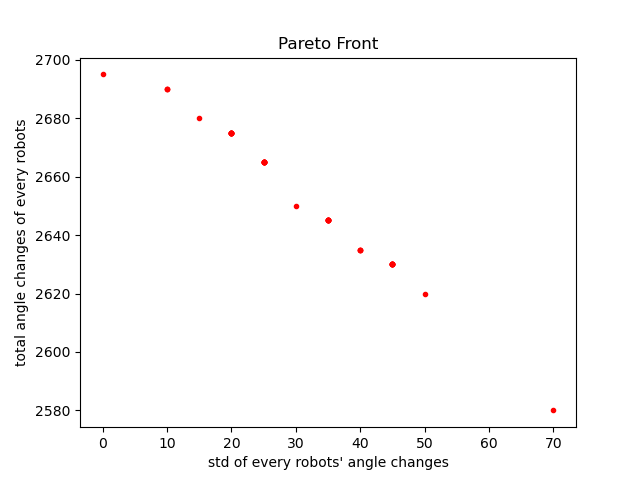 Pareto Front
2700
2680
2660
2640
2620
2600
2580
total angle changes of every robots
0 10 20 30 40 50 60 70
std of every robots' angle changes